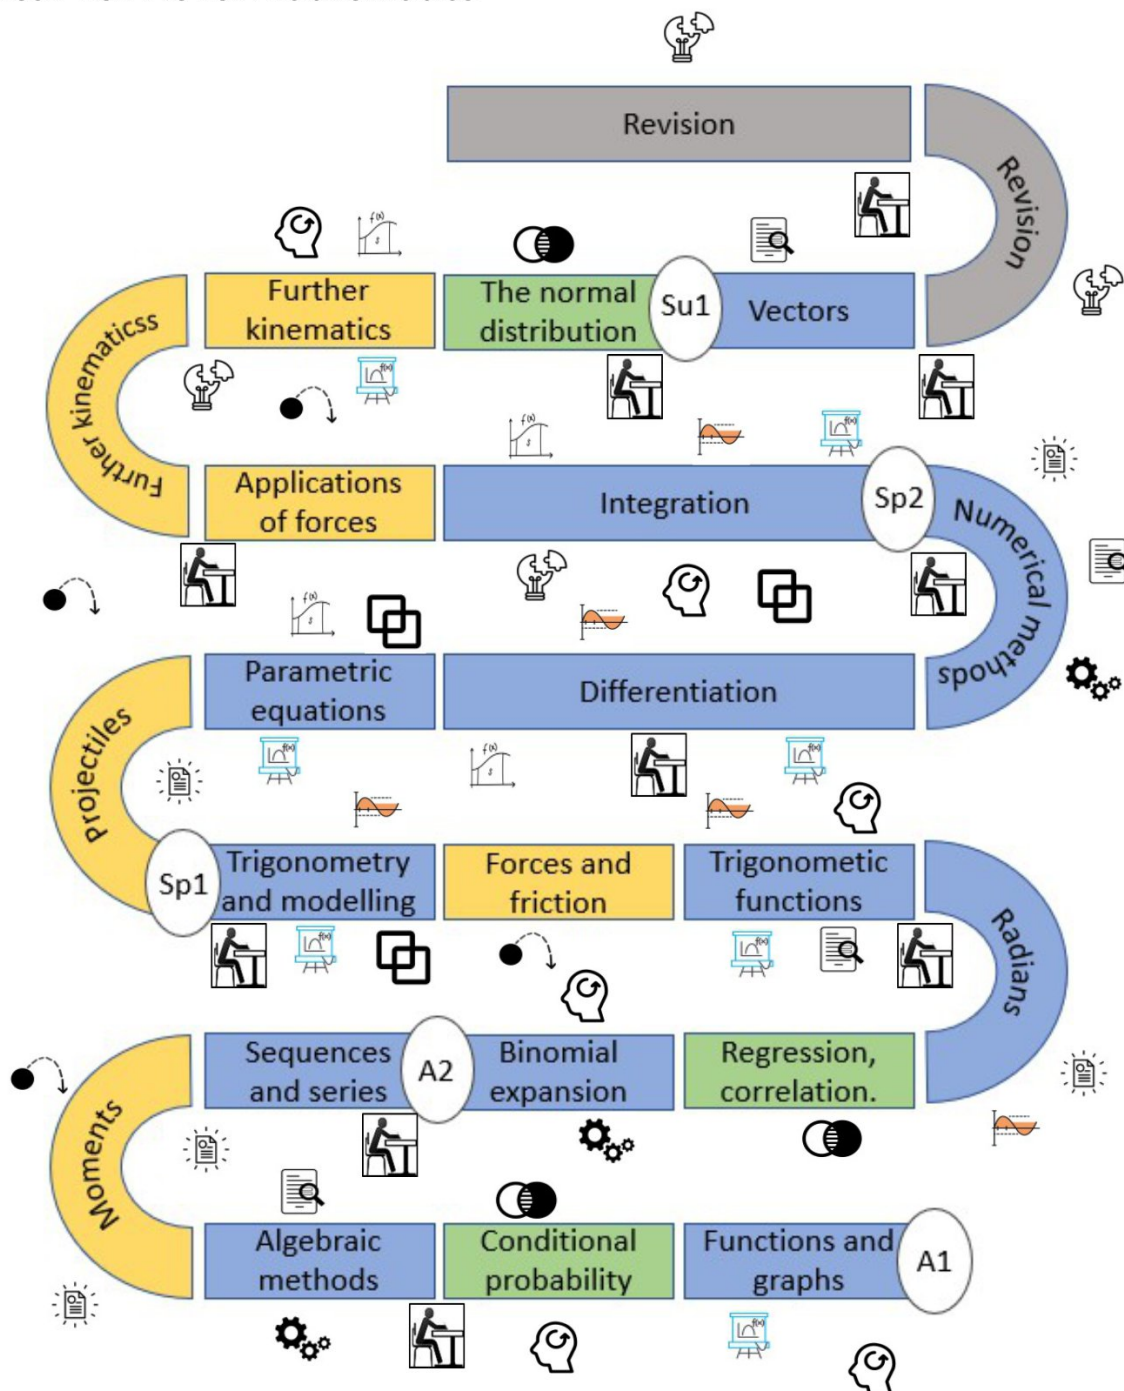 Revision
Revision
Further
kinematics
The normal
distribution
Su1
Vectors
Further kinematicss
Applications
of forces
Integration
Sp2
Numerical methods
Parametric
equations
Differentiation
Projectiles
Sp1
Trigonometry
and modelling
Forces and
friction
Trigonometic
functions
Radians
Sequences
and series
A2
Binomial
expansion
Regression,
correlation.
Moments
Algebraic
methods
Conditional
probability
Functions and
graphs
A1